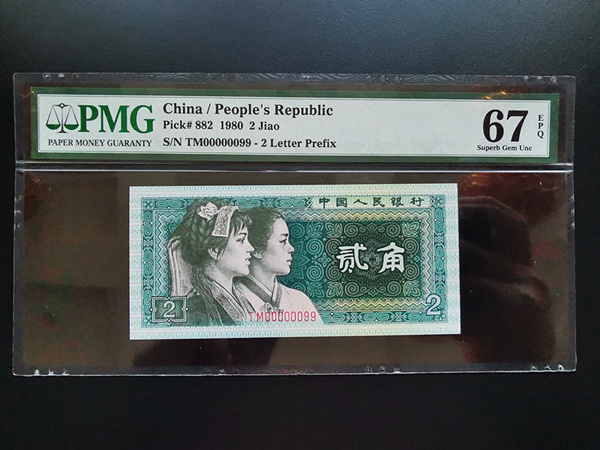 PMG
PAPER MONEY GUARANTY
China / People's Republic
Pick# 882 1980 2 Jiao
S/N TM00000099 - 2 Letter Prefix
67
EPQ
Superb Gem Unc
中国人民银行
贰角
2
TM00000099
2